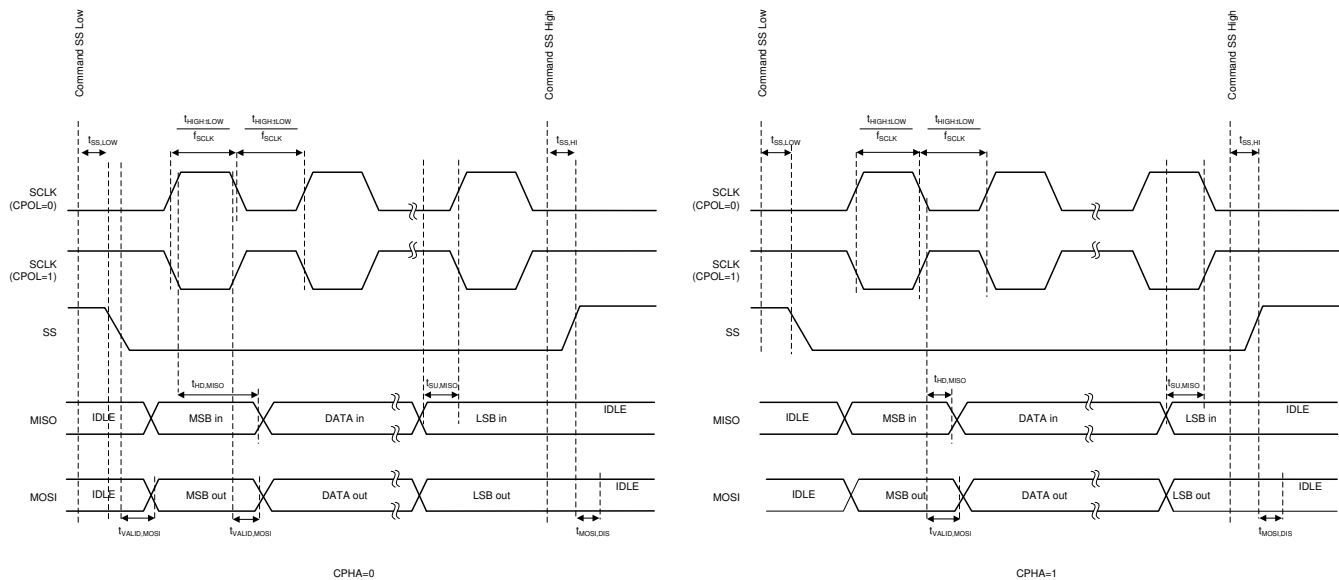 Command SS Low
Command SS High
tHIGH:tLOW
fSCLK
tHIGH:tLOW
fSCLK
tSS,LOW
tSS,HI
SCLK
(CPOL=0)
SCLK
(CPOL=1)
SS
tHD,MISO
tSU,MISO
MISO
IDLE
MSB in
DATA in
LSB in
IDLE
MOSI
IDLE
MSB out
DATA out
LSB out
IDLE
tVALID,MOSI
tVALID,MOSI
tMOSI,DIS
CPHA=0
Command SS Low
Command SS High
tHIGH:tLOW
fSCLK
tHIGH:tLOW
fSCLK
tSS,LOW
tSS,HI
SCLK
(CPOL=0)
SCLK
(CPOL=1)
SS
tHD,MISO
tSU,MISO
MISO
IDLE
MSB in
DATA in
LSB in
IDLE
MOSI
IDLE
MSB out
DATA out
LSB out
IDLE
tVALID,MOSI
tMOSI,DIS
CPHA=1